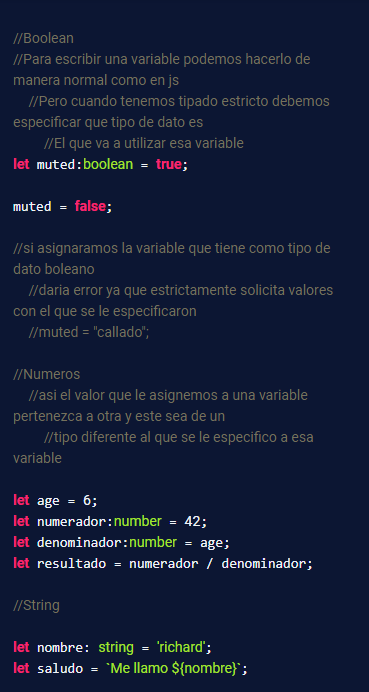 //Boolean
//Para escribir una variable podemos hacerlo de
manera normal como en js
//Pero cuando tenemos tipado estricto debemos
especificar que tipo de dato es
//El que va a utilizar esa variable
let muted:boolean = true;
muted = false;
//si asignaramos la variable que tiene como tipo de
dato boleano
//daria error ya que estrictamente solicita valores
con el que se le especificaron
//muted = "callado";
//Numeros
//asi el valor que le asignemos a una variable
pertenezca a otra y este sea de un
//tipo diferente al que se le especifico a esa
variable
let age = 6;
let numerador:number = 42;
let denominador:number = age;
let resultado = numerador / denominador;
//String
let nombre: string = 'richard';
let saludo = `Me llamo ${nombre}`;